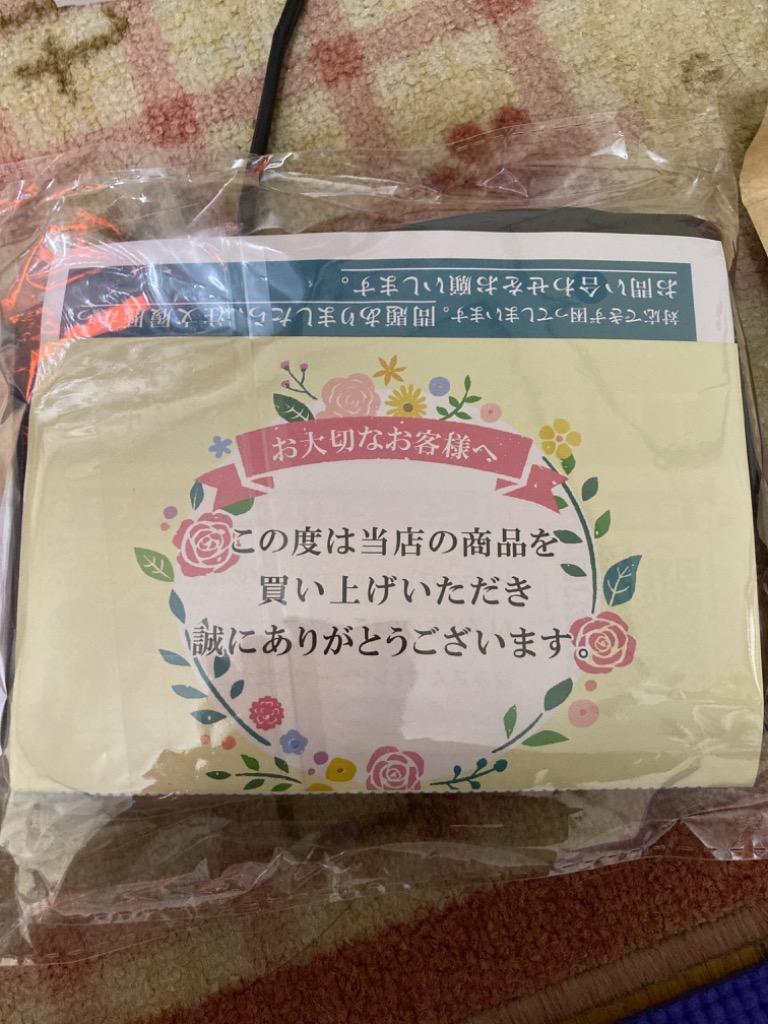 お大切なお客様へ
この度は当店の商品を
買い上げいただき
誠にありがとうございます。
対応できず困ってしまいます。問題ありましたら、注文履歴から
お問い合わせをお願いします。